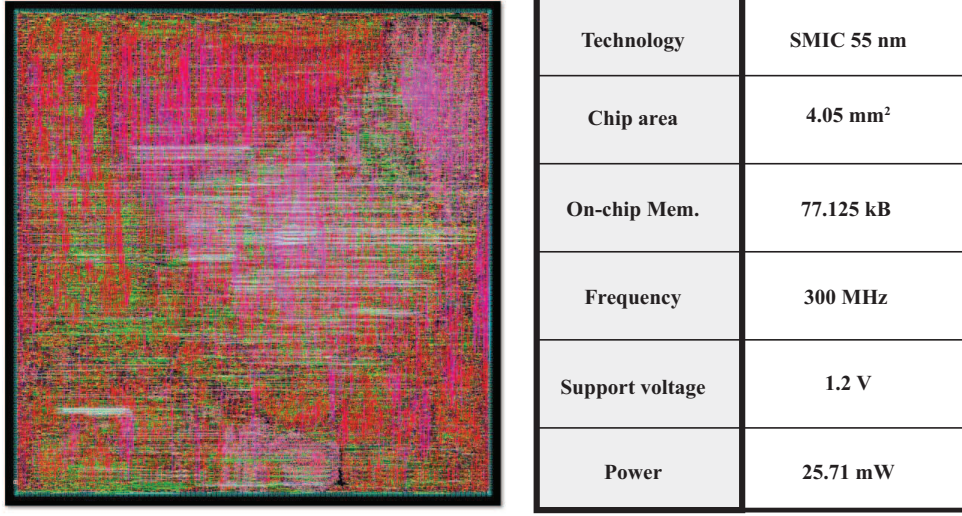 Technology SMIC 55 nm
Chip area 4.05 mm²
On-chip Mem. 77.125 kB
Frequency 300 MHz
Support voltage 1.2 V
Power 25.71 mW